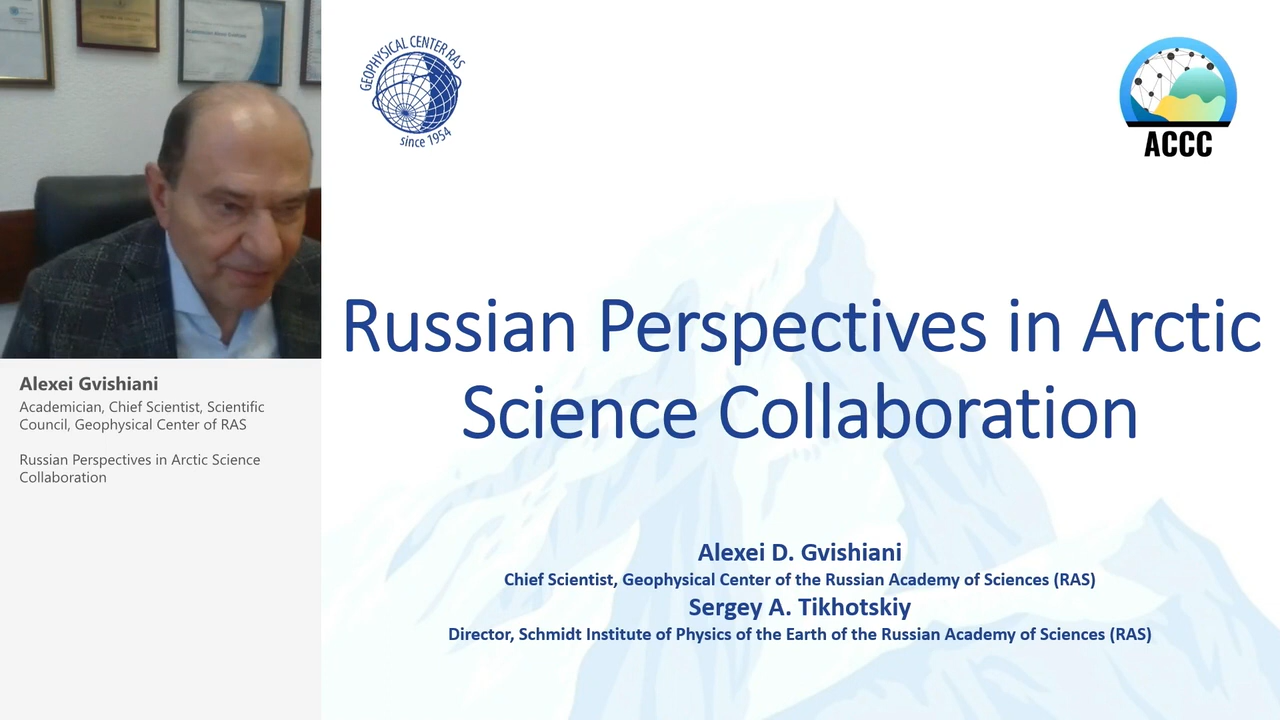 Alexei Gvishiani
Academician, Chief Scientist, Scientific
Council, Geophysical Center of RAS
Russian Perspectives in Arctic Science
Collaboration
GEOPHYSICAL CENTER RAS
since 1954
ACCC
Russian Perspectives in Arctic
Science Collaboration
Alexei D. Gvishiani
Chief Scientist, Geophysical Center of the Russian Academy of Sciences (RAS)
Sergey A. Tikhotskiy
Director, Schmidt Institute of Physics of the Earth of the Russian Academy of Sciences (RAS)